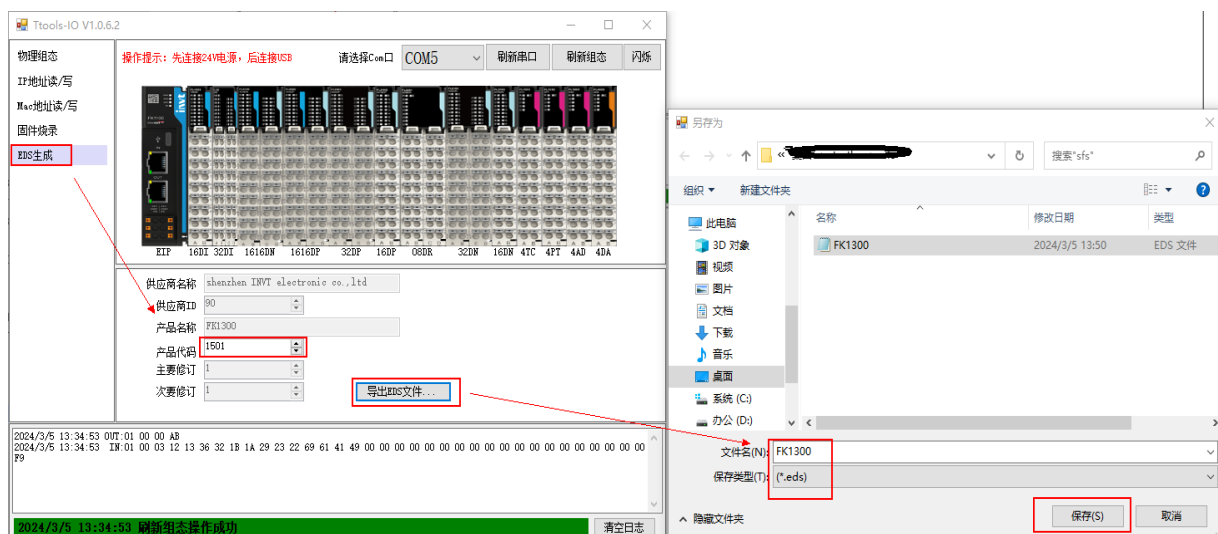 Ttools-IO V1.0.6.2
物理组态
IP地址读/写
Mac地址读/写
固件烧录
EDS生成
操作提示：先连接24V电源，后连接USB
请选择Com口
COM5
刷新串口
刷新组态
闪烁
invt
EIP 16DI 32DI 1616DN 1616DP 32DP 16DP 08DR 32DN 16DN 4TC 4PT 4AD 4DA
供应商名称 shenzhen INVT electronic co.,ltd
供应商ID 90
产品名称 FK1300
产品代码 1501
主要修订 1
次要修订 1
导出EDS文件...
2024/3/5 13:34:53 OUT:01 00 00 AB
2024/3/5 13:34:53 IN:01 00 03 12 13 36 32 1B 1A 29 23 22 69 61 41 49 00 00 00 00 00 00 00 00 00 00 00 00 00 00 00 00 00 00 00
F9
2024/3/5 13:34:53 刷新组态操作成功
清空日志
另存为
«
搜索"sfs"
组织
新建文件夹
此电脑
3D 对象
视频
图片
文档
下载
音乐
桌面
系统 (C:)
办公 (D:)
名称 修改日期 类型
FK1300 2024/3/5 13:50 EDS 文件
文件名(N): FK1300
保存类型(T): (*.eds)
隐藏文件夹
保存(S)
取消